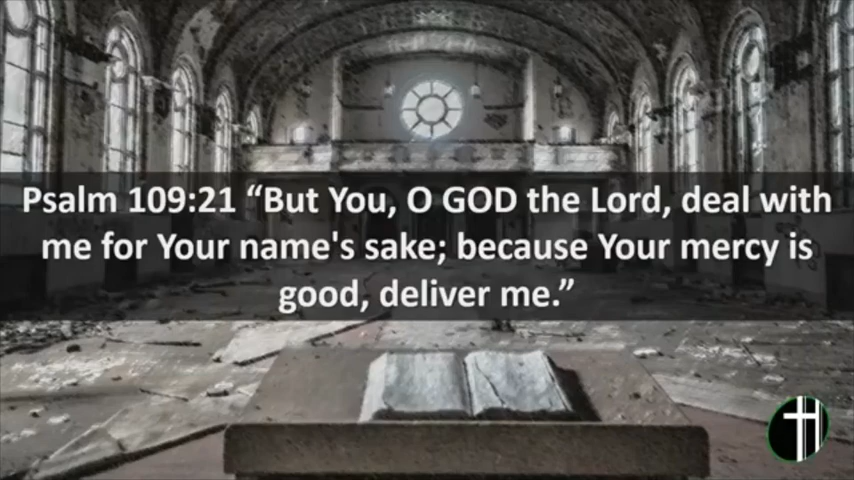 Psalm 109:21 “But You, O GOD the Lord, deal with
me for Your name's sake; because Your mercy is
good, deliver me.”